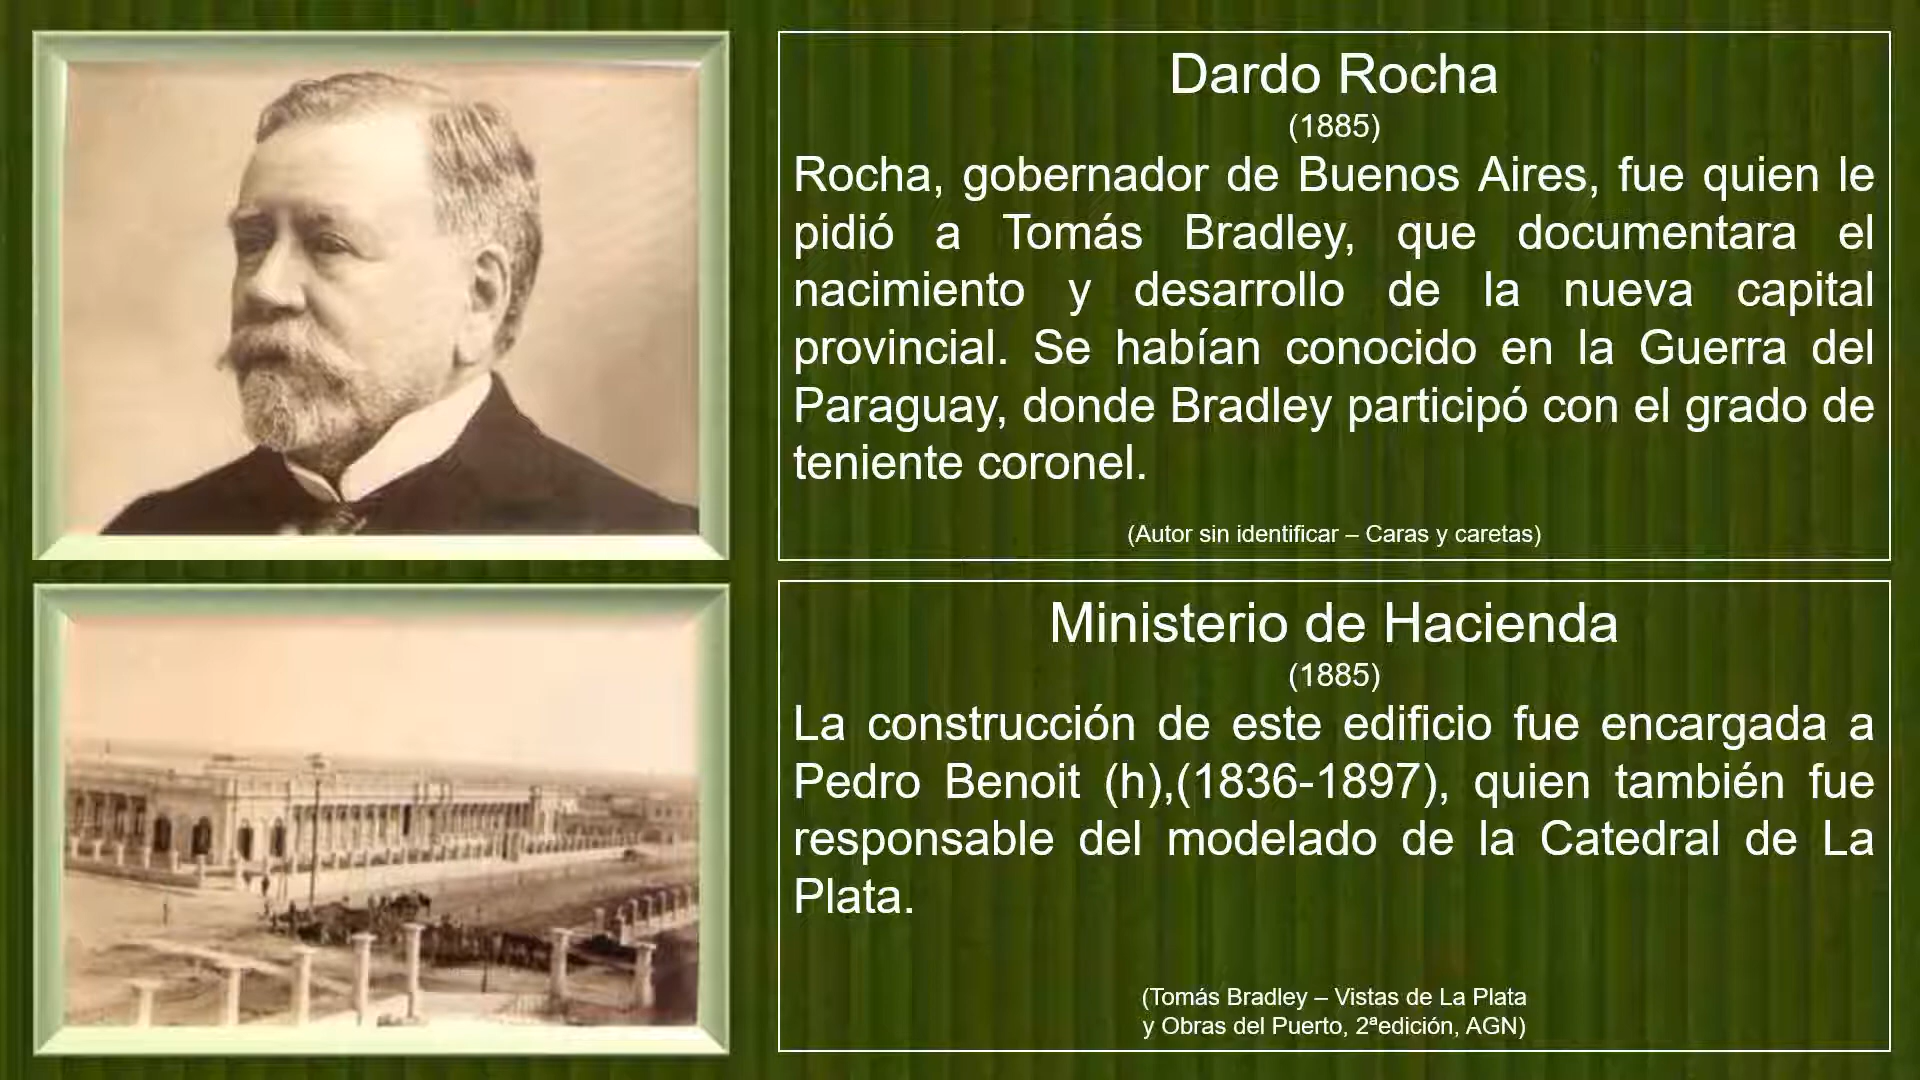 Dardo Rocha
(1885)
Rocha, gobernador de Buenos Aires, fue quien le
pidió a Tomás Bradley, que documentara el
nacimiento y desarrollo de la nueva capital
provincial. Se habían conocido en la Guerra del
Paraguay, donde Bradley participó con el grado de
teniente coronel.
(Autor sin identificar – Caras y caretas)
Ministerio de Hacienda
(1885)
La construcción de este edificio fue encargada a
Pedro Benoit (h),(1836-1897), quien también fue
responsable del modelado de la Catedral de La
Plata.
(Tomás Bradley – Vistas de La Plata
y Obras del Puerto, 2ªedición, AGN)